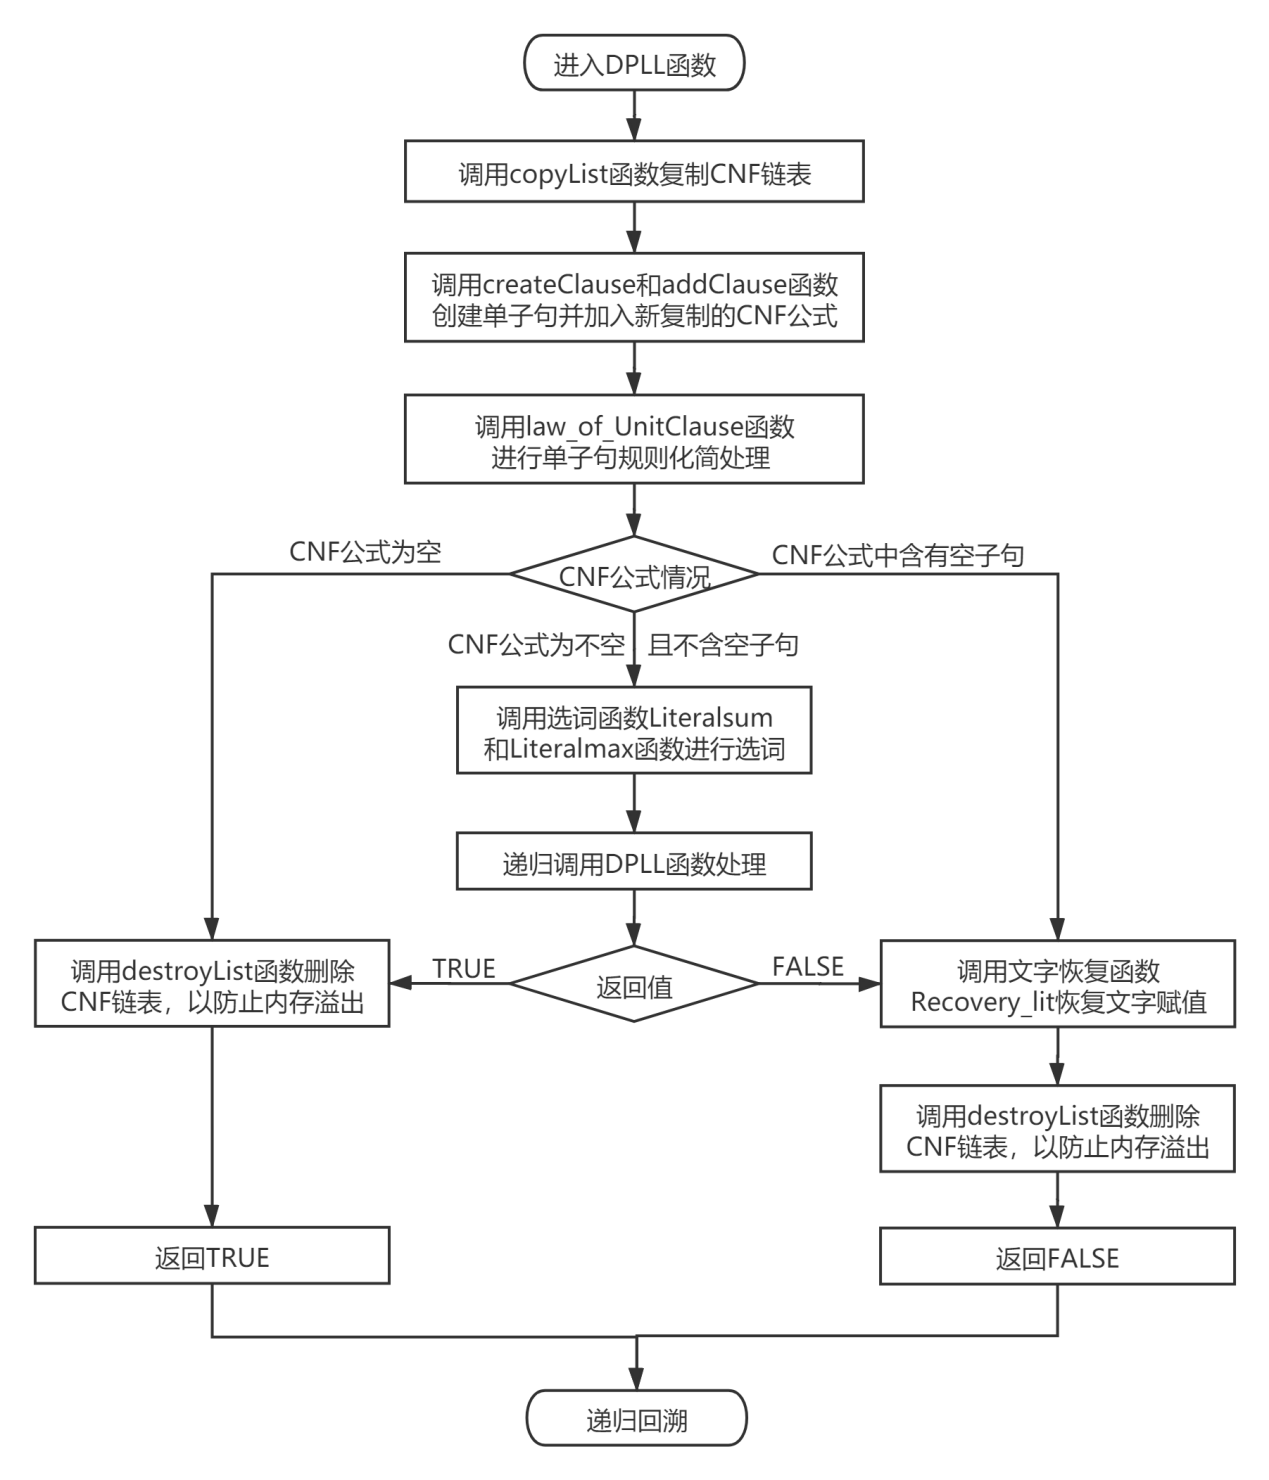 进入DPLL函数
调用copyList函数复制CNF链表
调用createClause和addClause函数
创建单子句并加入新复制的CNF公式
调用law_of_UnitClause函数
进行单子句规则化简处理
CNF公式为空
CNF公式情况
CNF公式中含有空子句
CNF公式为不空 且不含空子句
调用选词函数Literalsum
和Literalmax函数进行选词
递归调用DPLL函数处理
调用destroyList函数删除
CNF链表，以防止内存溢出
TRUE
返回值
FALSE
调用文字恢复函数
Recovery_lit恢复文字赋值
调用destroyList函数删除
CNF链表，以防止内存溢出
返回TRUE
返回FALSE
递归回溯